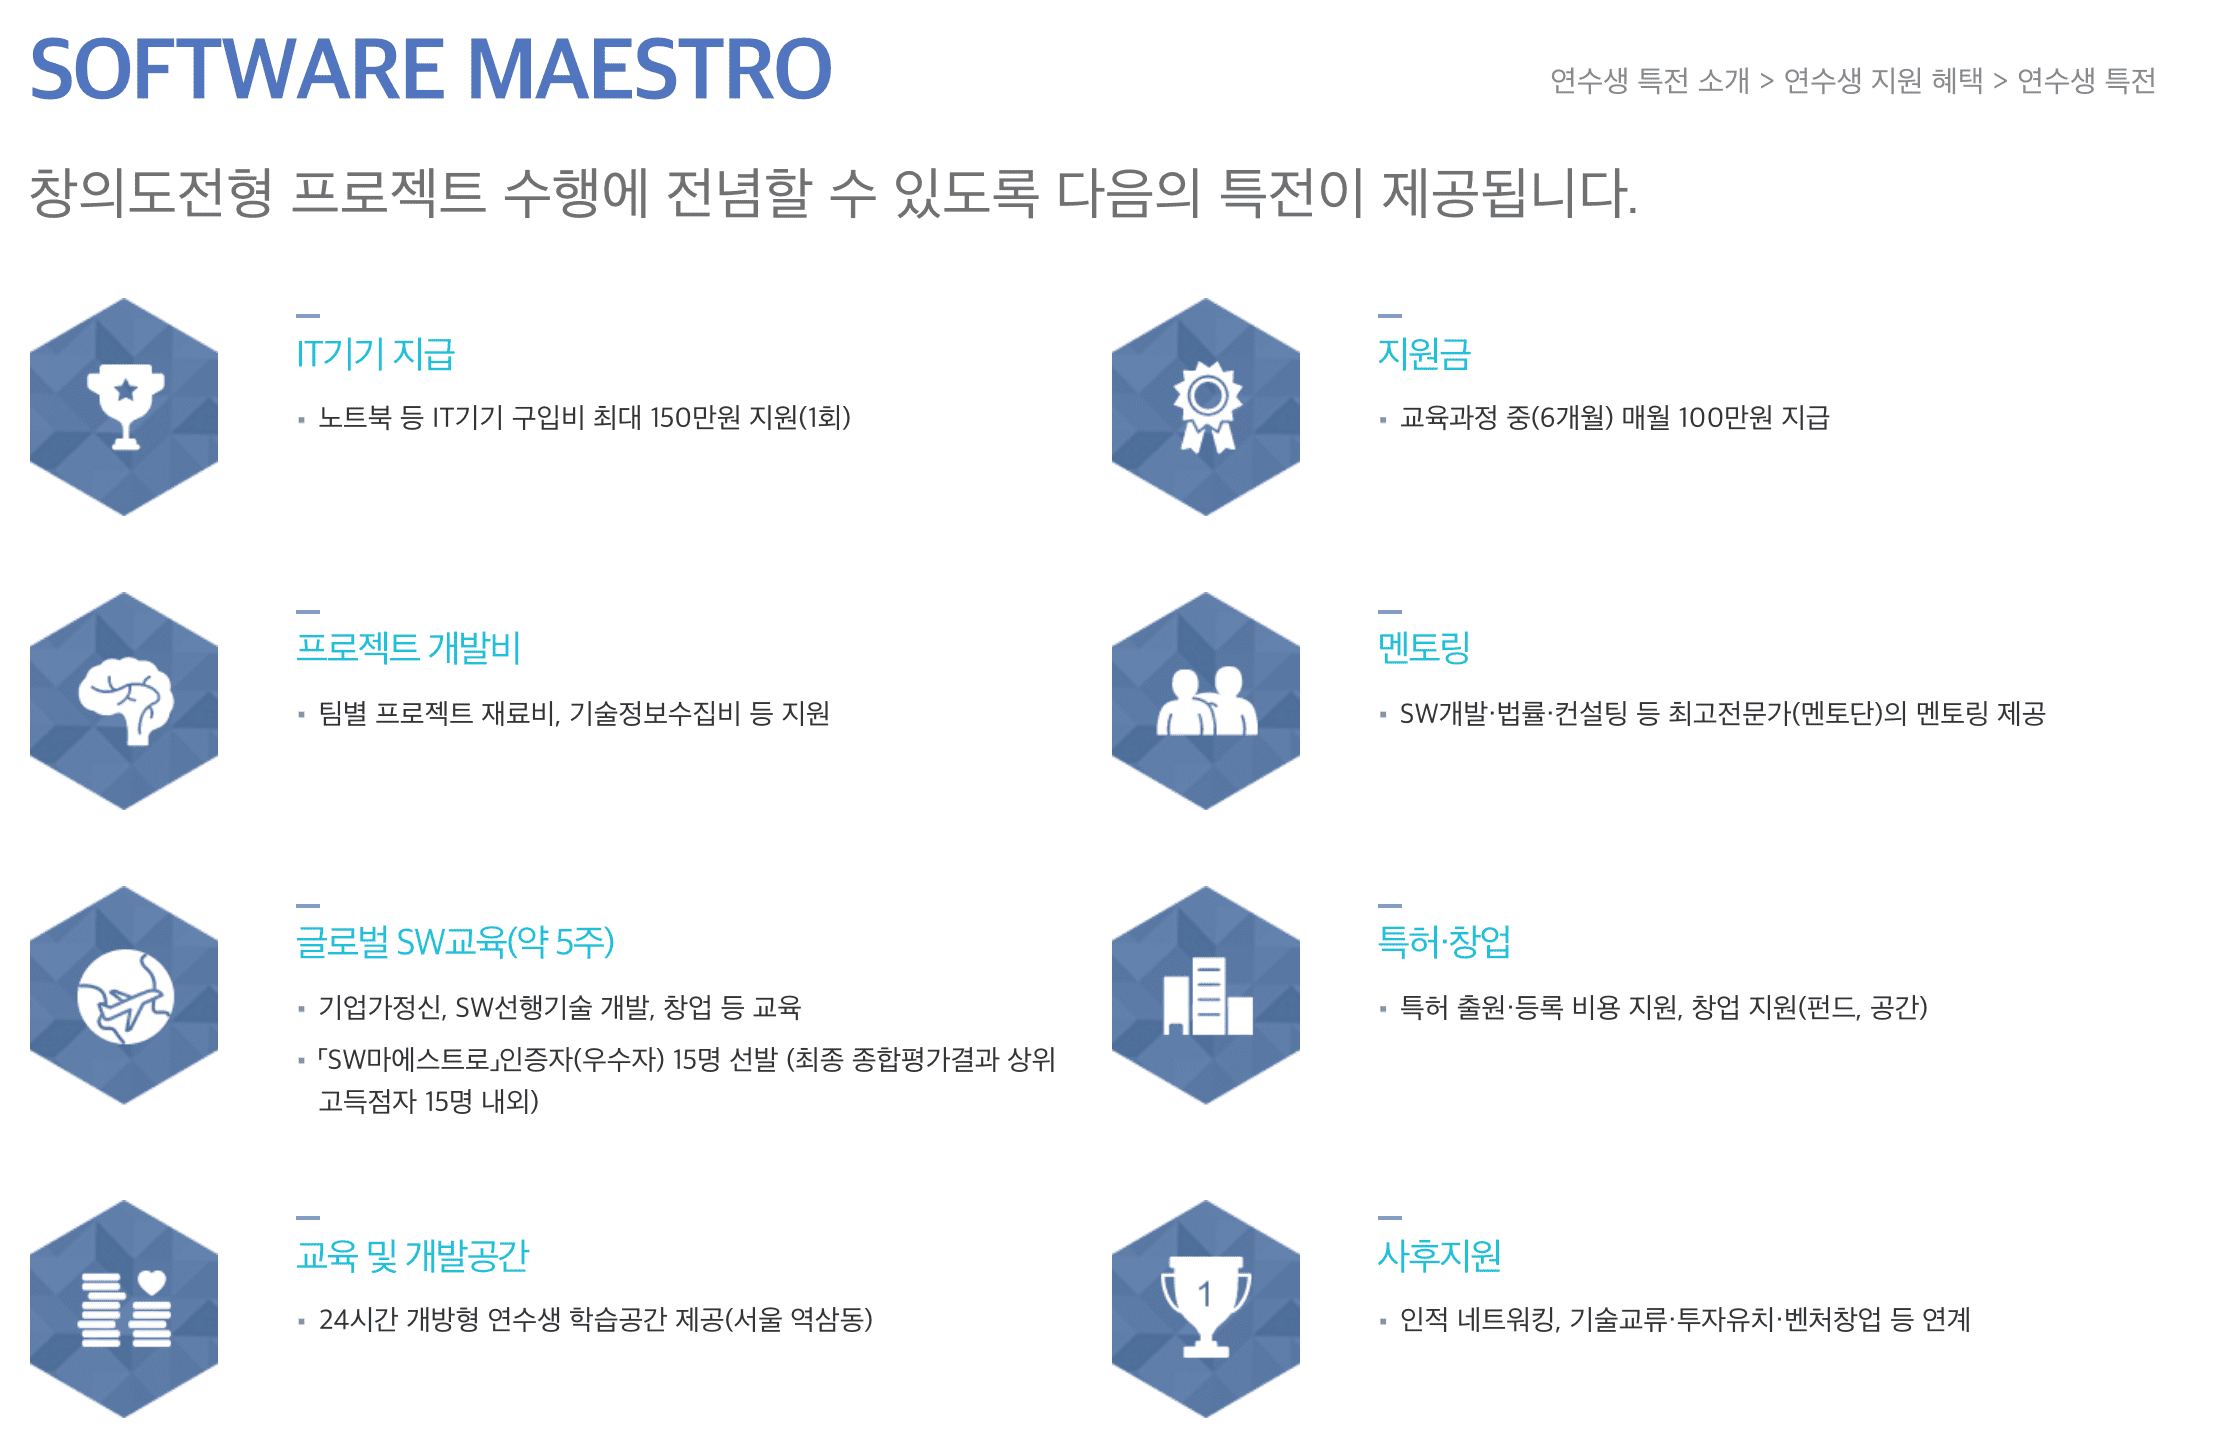 SOFTWARE MAESTRO
연수생 특전 소개 > 연수생 지원 혜택 > 연수생 특전
창의도전형 프로젝트 수행에 전념할 수 있도록 다음의 특전이 제공됩니다.
IT기기 지급
▪ 노트북 등 IT기기 구입비 최대 150만원 지원(1회)
지원금
▪ 교육과정 중(6개월) 매월 100만원 지급
프로젝트 개발비
▪ 팀별 프로젝트 재료비, 기술정보수집비 등 지원
멘토링
▪ SW개발·법률·컨설팅 등 최고전문가(멘토단)의 멘토링 제공
글로벌 SW교육(약 5주)
▪ 기업가정신, SW선행기술 개발, 창업 등 교육
▪ 「SW마에스트로」인증자(우수자) 15명 선발 (최종 종합평가결과 상위
고득점자 15명 내외)
특허·창업
▪ 특허 출원·등록 비용 지원, 창업 지원(펀드, 공간)
교육 및 개발공간
▪ 24시간 개방형 연수생 학습공간 제공(서울 역삼동)
1
사후지원
▪ 인적 네트워킹, 기술교류·투자유치·벤처창업 등 연계